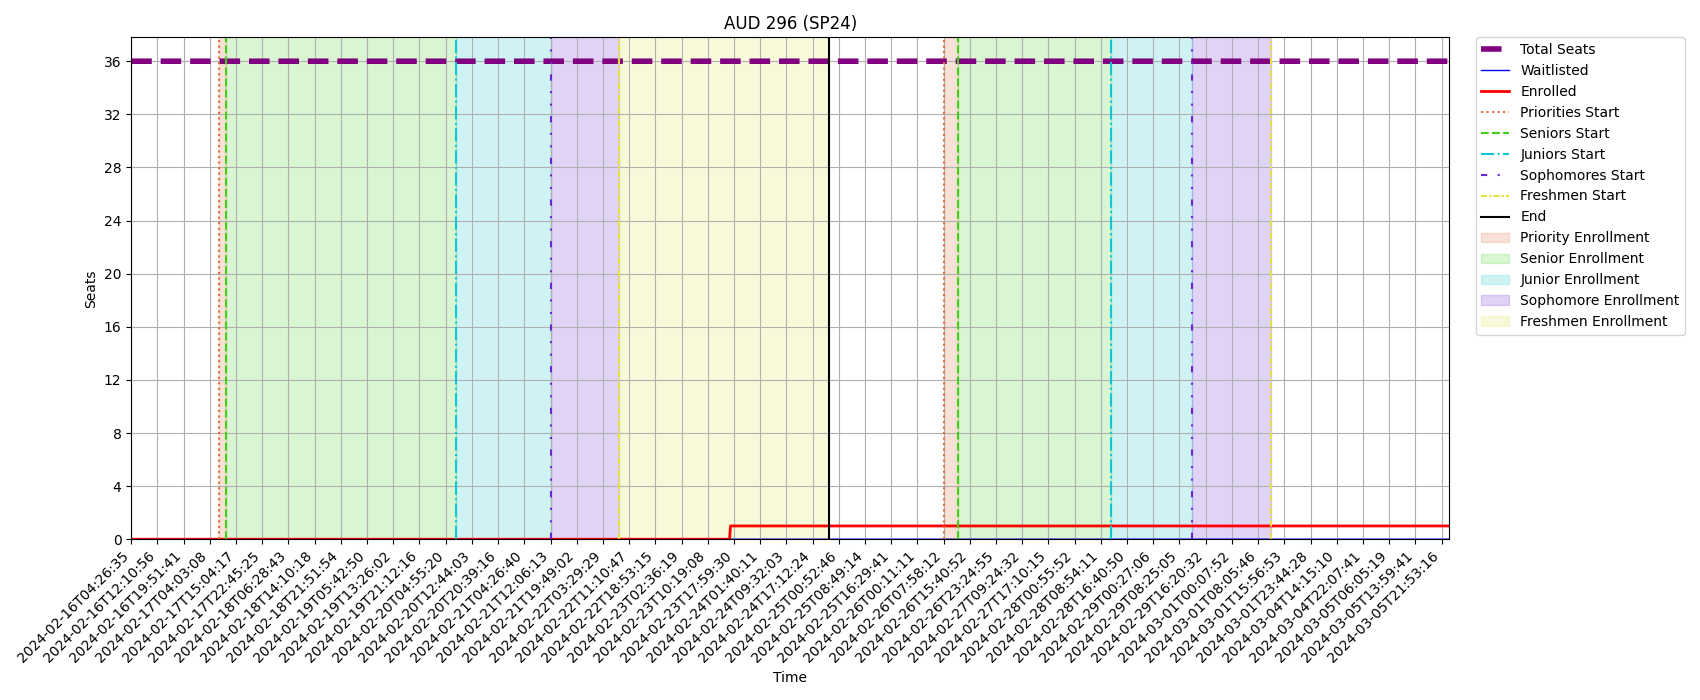 AUD 296 (SP24)
Seats
36
32
28
24
20
16
12
8
4
0
2024-02-16T04:26:35
2024-02-16T12:10:56
2024-02-16T19:51:41
2024-02-17T04:03:08
2024-02-17T15:04:17
2024-02-17T22:45:25
2024-02-18T06:28:43
2024-02-18T14:10:18
2024-02-18T21:51:54
2024-02-19T05:42:50
2024-02-19T13:26:02
2024-02-19T21:12:16
2024-02-20T04:55:20
2024-02-20T12:44:03
2024-02-20T20:39:16
2024-02-21T04:26:40
2024-02-21T12:06:13
2024-02-21T19:49:02
2024-02-22T03:29:29
2024-02-22T11:10:47
2024-02-22T18:53:15
2024-02-23T02:36:19
2024-02-23T10:19:08
2024-02-23T17:59:30
2024-02-24T01:40:11
2024-02-24T09:32:03
2024-02-24T17:12:24
2024-02-25T00:52:46
2024-02-25T08:49:14
2024-02-25T16:29:41
2024-02-26T00:11:11
2024-02-26T07:58:12
2024-02-26T15:40:52
2024-02-26T23:24:55
2024-02-27T09:24:32
2024-02-27T17:10:15
2024-02-28T00:55:52
2024-02-28T08:54:11
2024-02-28T16:40:50
2024-02-29T00:27:06
2024-02-29T08:25:05
2024-02-29T16:20:32
2024-03-01T00:07:52
2024-03-01T08:05:46
2024-03-01T15:56:53
2024-03-01T23:44:28
2024-03-04T14:15:10
2024-03-04T22:07:41
2024-03-05T06:05:19
2024-03-05T13:59:41
2024-03-05T21:53:16
Time
Total Seats
Waitlisted
Enrolled
Priorities Start
Seniors Start
Juniors Start
Sophomores Start
Freshmen Start
End
Priority Enrollment
Senior Enrollment
Junior Enrollment
Sophomore Enrollment
Freshmen Enrollment